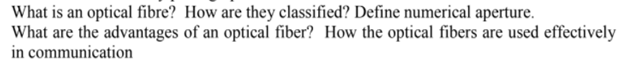 What is an optical fibre?  How are they classified? Define numerical aperture.
What are the advantages of an optical fiber?  How the optical fibers are used effectively
in communication